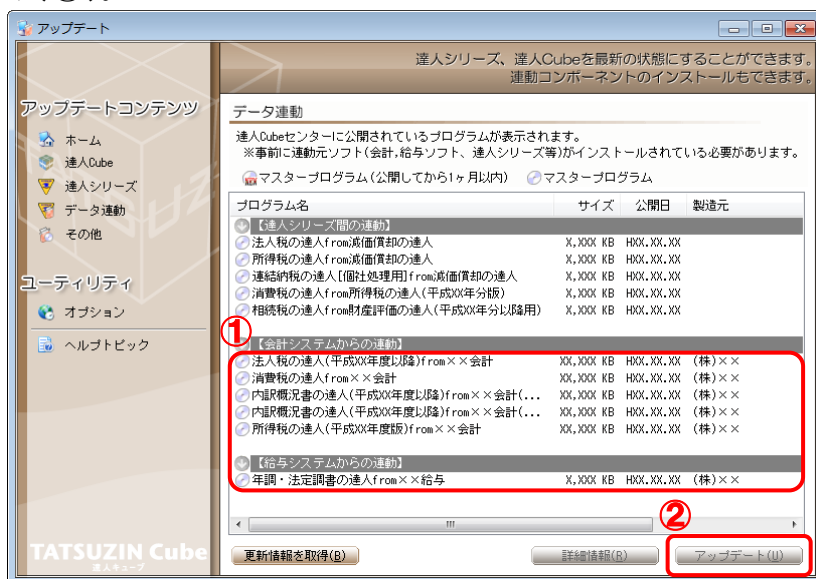 アップデート
達人シリーズ、達人Cubeを最新の状態にすることができます。
連動コンポーネントのインストールもできます。
アップデートコンテンツ
ホーム
達人Cube
達人シリーズ
データ連動
その他
ユーティリティ
オプション
ヘルプトピック
データ連動
達人Cubeセンターに公開されているプログラムが表示されます。
※事前に連動元ソフト(会計,給与ソフト、達人シリーズ等)がインストールされている必要があります。
マスタープログラム(公開してから1ヶ月以内) マスタープログラム
プログラム名 サイズ 公開日 製造元
【達人シリーズ間の連動】
法人税の達人from減価償却の達人 X,XXX KB HXX.XX.XX
所得税の達人from減価償却の達人 X,XXX KB HXX.XX.XX
連結納税の達人[個社処理用]from減価償却の達人 X,XXX KB HXX.XX.XX
消費税の達人from所得税の達人(平成XX年分版) X,XXX KB HXX.XX.XX
相続税の達人from財産評価の達人(平成XX年分以降用) X,XXX KB HXX.XX.XX
①
【会計システムからの連動】
法人税の達人(平成XX年度以降)from××会計 XX,XXX KB HXX.XX.XX (株)××
消費税の達人from××会計 XX,XXX KB HXX.XX.XX (株)××
内訳概況書の達人(平成XX年度以降)from××会計(... XX,XXX KB HXX.XX.XX (株)××
内訳概況書の達人(平成XX年度以降)from××会計(... XX,XXX KB HXX.XX.XX (株)××
所得税の達人(平成XX年度版)from××会計 XX,XXX KB HXX.XX.XX (株)××
【給与システムからの連動】
年調・法定調書の達人from××給与 X,XXX KB HXX.XX.XX (株)××
②
更新情報を取得(B) 詳細情報(R) アップデート(U)
TATSUZIN Cube
達人キューブ